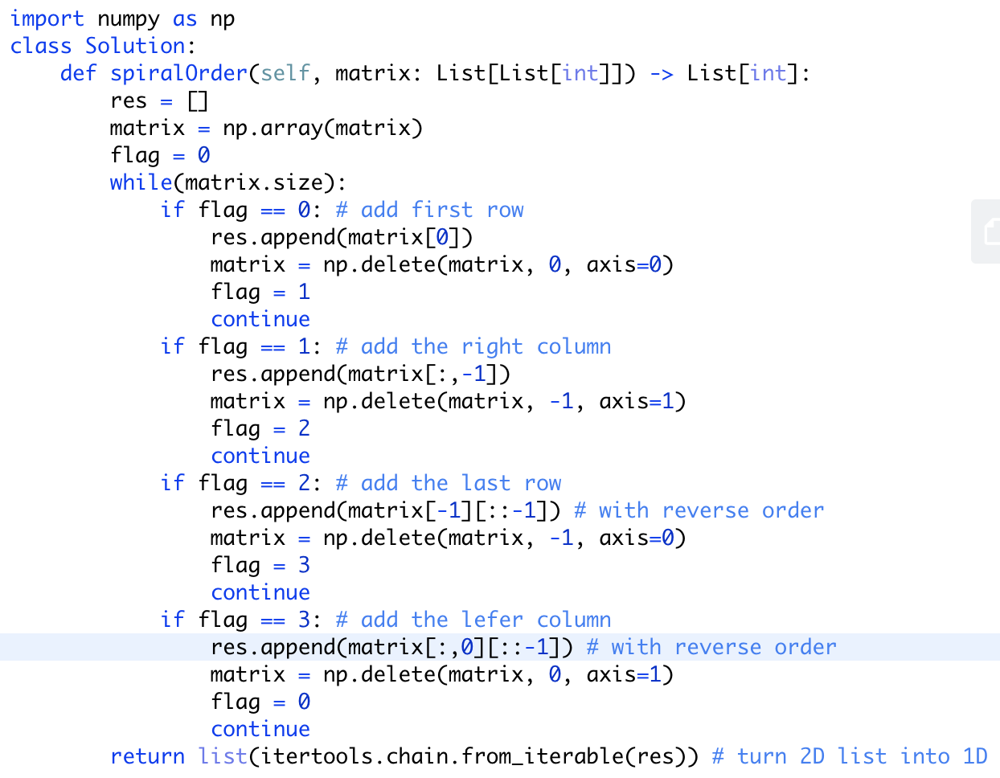 import numpy as np
class Solution:
    def spiralOrder(self, matrix: List[List[int]]) -> List[int]:
        res = []
        matrix = np.array(matrix)
        flag = 0
        while(matrix.size):
            if flag == 0: # add first row
                res.append(matrix[0])
                matrix = np.delete(matrix, 0, axis=0)
                flag = 1
                continue
            if flag == 1: # add the right column
                res.append(matrix[:,-1])
                matrix = np.delete(matrix, -1, axis=1)
                flag = 2
                continue
            if flag == 2: # add the last row
                res.append(matrix[-1][::-1]) # with reverse order
                matrix = np.delete(matrix, -1, axis=0)
                flag = 3
                continue
            if flag == 3: # add the lefer column
                res.append(matrix[:,0][::-1]) # with reverse order
                matrix = np.delete(matrix, 0, axis=1)
                flag = 0
                continue
        return list(itertools.chain.from_iterable(res)) # turn 2D list into 1D